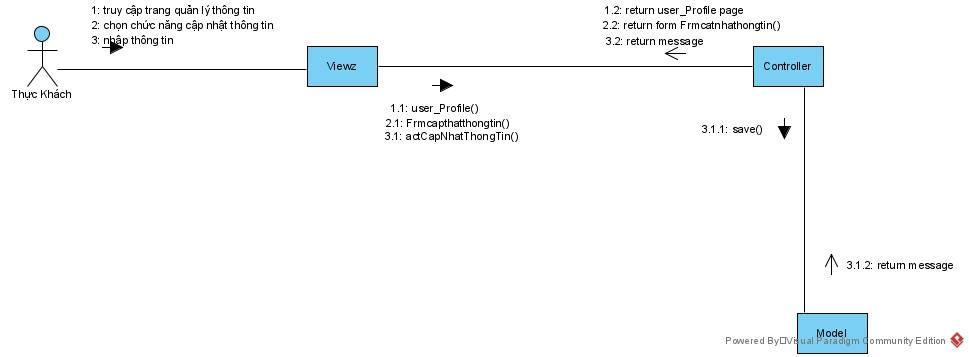 1: truy cập trang quản lý thông tin
2: chọn chức năng cập nhật thông tin
3: nhập thông tin
1.2: return user_Profile page
2.2: return form Frmcatnhathongtin()
3.2: return message
Viewz
Controller
Thực Khách
1.1: user_Profile()
2.1: Frmcapthatthongtin()
3.1: actCapNhatThongTin()
3.1.1: save()
3.1.2: return message
Model
Powered By Visual Paradigm Community Edition